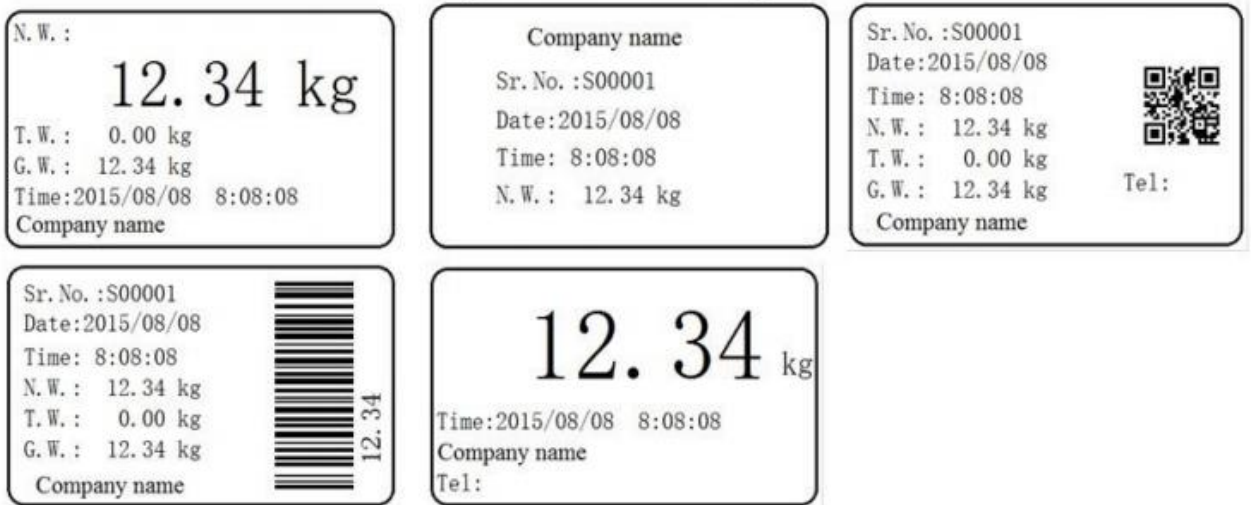 N.W.:
12.34 kg
T.W.: 0.00 kg
G.W.: 12.34 kg
Time:2015/08/08 8:08:08
Company name
Company name
Sr.No.:S00001
Date:2015/08/08
Time: 8:08:08
N.W.: 12.34 kg
Sr.No.:S00001
Date:2015/08/08
Time: 8:08:08
N.W.: 12.34 kg
T.W.: 0.00 kg
G.W.: 12.34 kg
Company name
Tel:
Sr.No.:S00001
Date:2015/08/08
Time: 8:08:08
N.W.: 12.34 kg
T.W.: 0.00 kg
G.W.: 12.34 kg
Company name
12.34
12.34 kg
Time:2015/08/08 8:08:08
Company name
Tel: